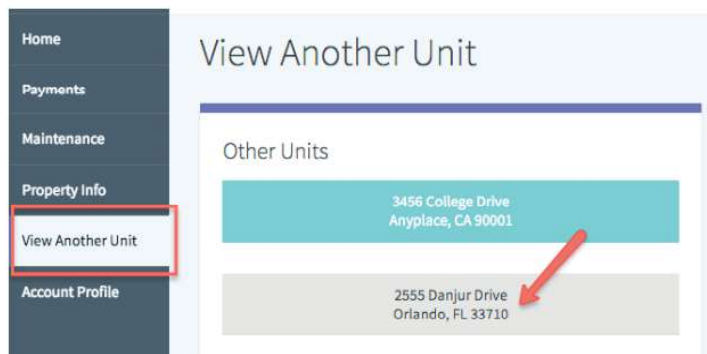 Home
Payments
Maintenance
Property Info
View Another Unit
Account Profile
View Another Unit
Other Units
3456 College Drive
Anyplace, CA 90001
2555 Danjur Drive
Orlando, FL 33710